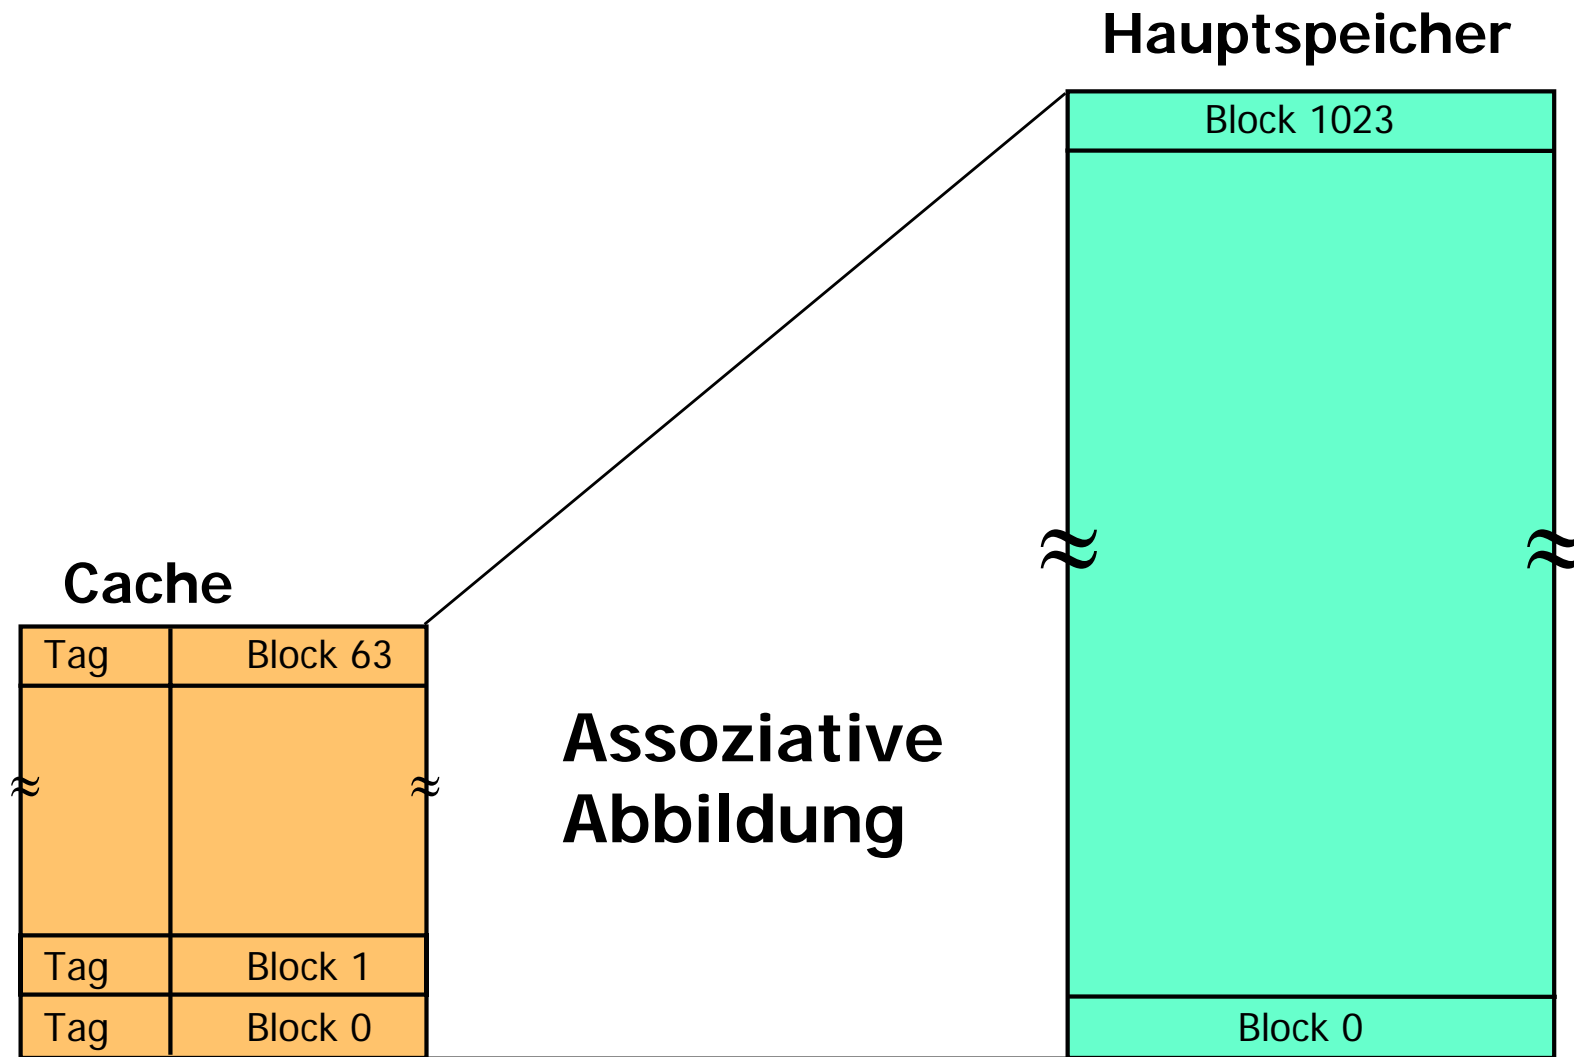 Hauptspeicher
Block 1023
Cache
Tag Block 63
Assoziative
Abbildung
≈ ≈
≈ ≈
Tag Block 1
Tag Block 0
Block 0